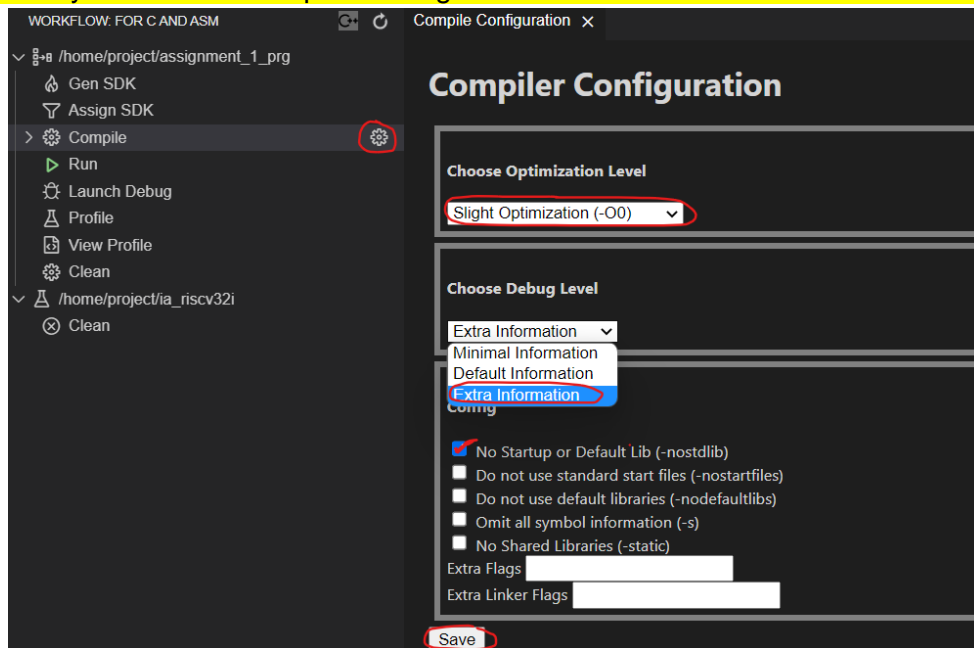 WORKFLOW: FOR C AND ASM
/home/project/assignment_1_prg
Gen SDK
Assign SDK
Compile
Run
Launch Debug
Profile
View Profile
Clean
/home/project/ia_riscv32i
Clean
Compile Configuration
Compiler Configuration
Choose Optimization Level
Slight Optimization (-O0)
Choose Debug Level
Extra Information
Minimal Information
Default Information
Extra Information
Config
No Startup or Default Lib (-nostdlib)
Do not use standard start files (-nostartfiles)
Do not use default libraries (-nodefaultlibs)
Omit all symbol information (-s)
No Shared Libraries (-static)
Extra Flags
Extra Linker Flags
Save